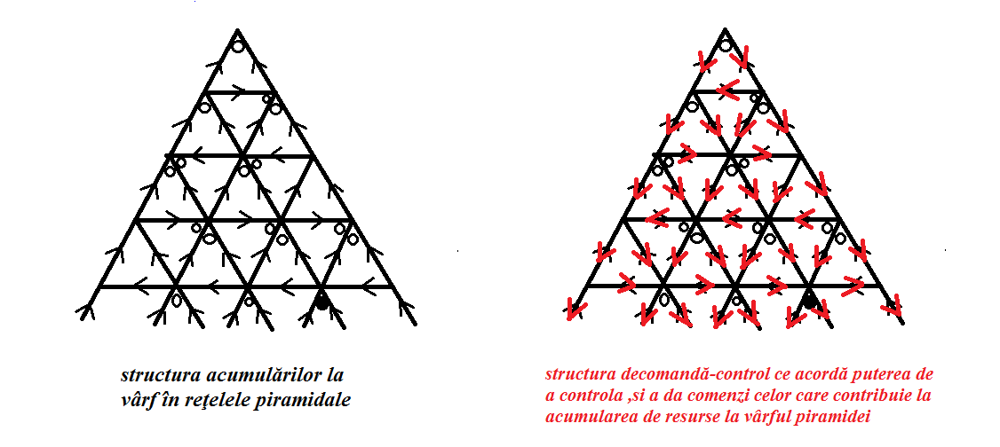 structura acumulărilor la
vârf în reţelele piramidale
structura decomandă-control ce acordă puterea de
a controla ,si a da comenzi celor care contribuie la
acumularea de resurse la vârful piramidei